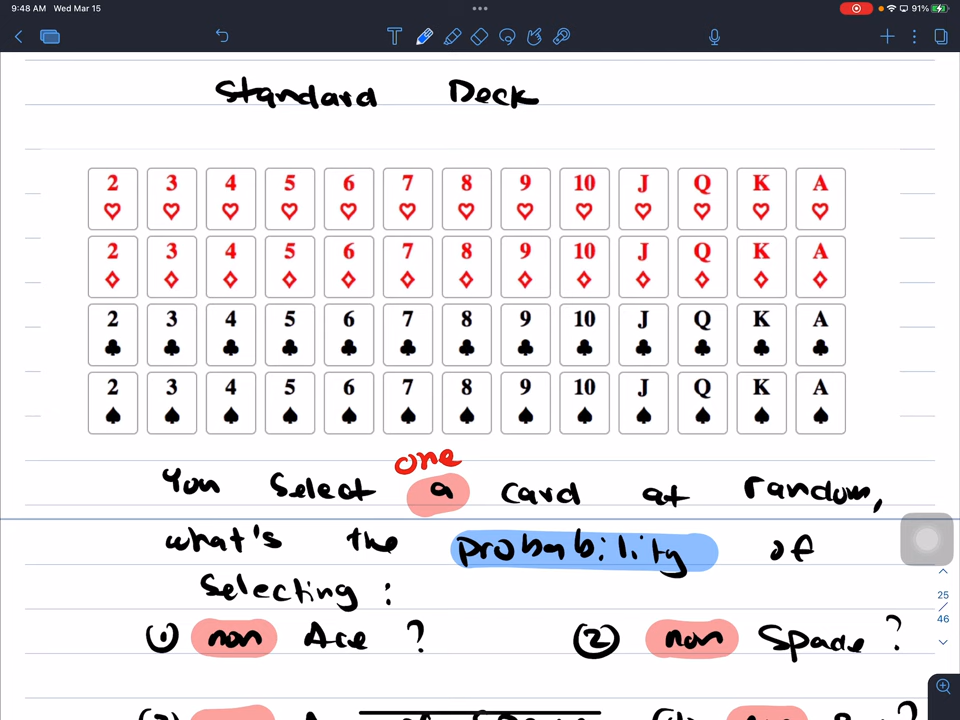 9:48 AM Wed Mar 15
91%
T
Standard Deck
2 3 4 5 6 7 8 9 10 J Q K A
♡ ♡ ♡ ♡ ♡ ♡ ♡ ♡ ♡ ♡ ♡ ♡ ♡
2 3 4 5 6 7 8 9 10 J Q K A
♢ ♢ ♢ ♢ ♢ ♢ ♢ ♢ ♢ ♢ ♢ ♢ ♢
2 3 4 5 6 7 8 9 10 J Q K A
♣ ♣ ♣ ♣ ♣ ♣ ♣ ♣ ♣ ♣ ♣ ♣ ♣
2 3 4 5 6 7 8 9 10 J Q K A
♠ ♠ ♠ ♠ ♠ ♠ ♠ ♠ ♠ ♠ ♠ ♠ ♠
one
You Select a card at random,
what's the probability of
Selecting :
25
/
46
(1) non Ace ? (2) non Spade ?